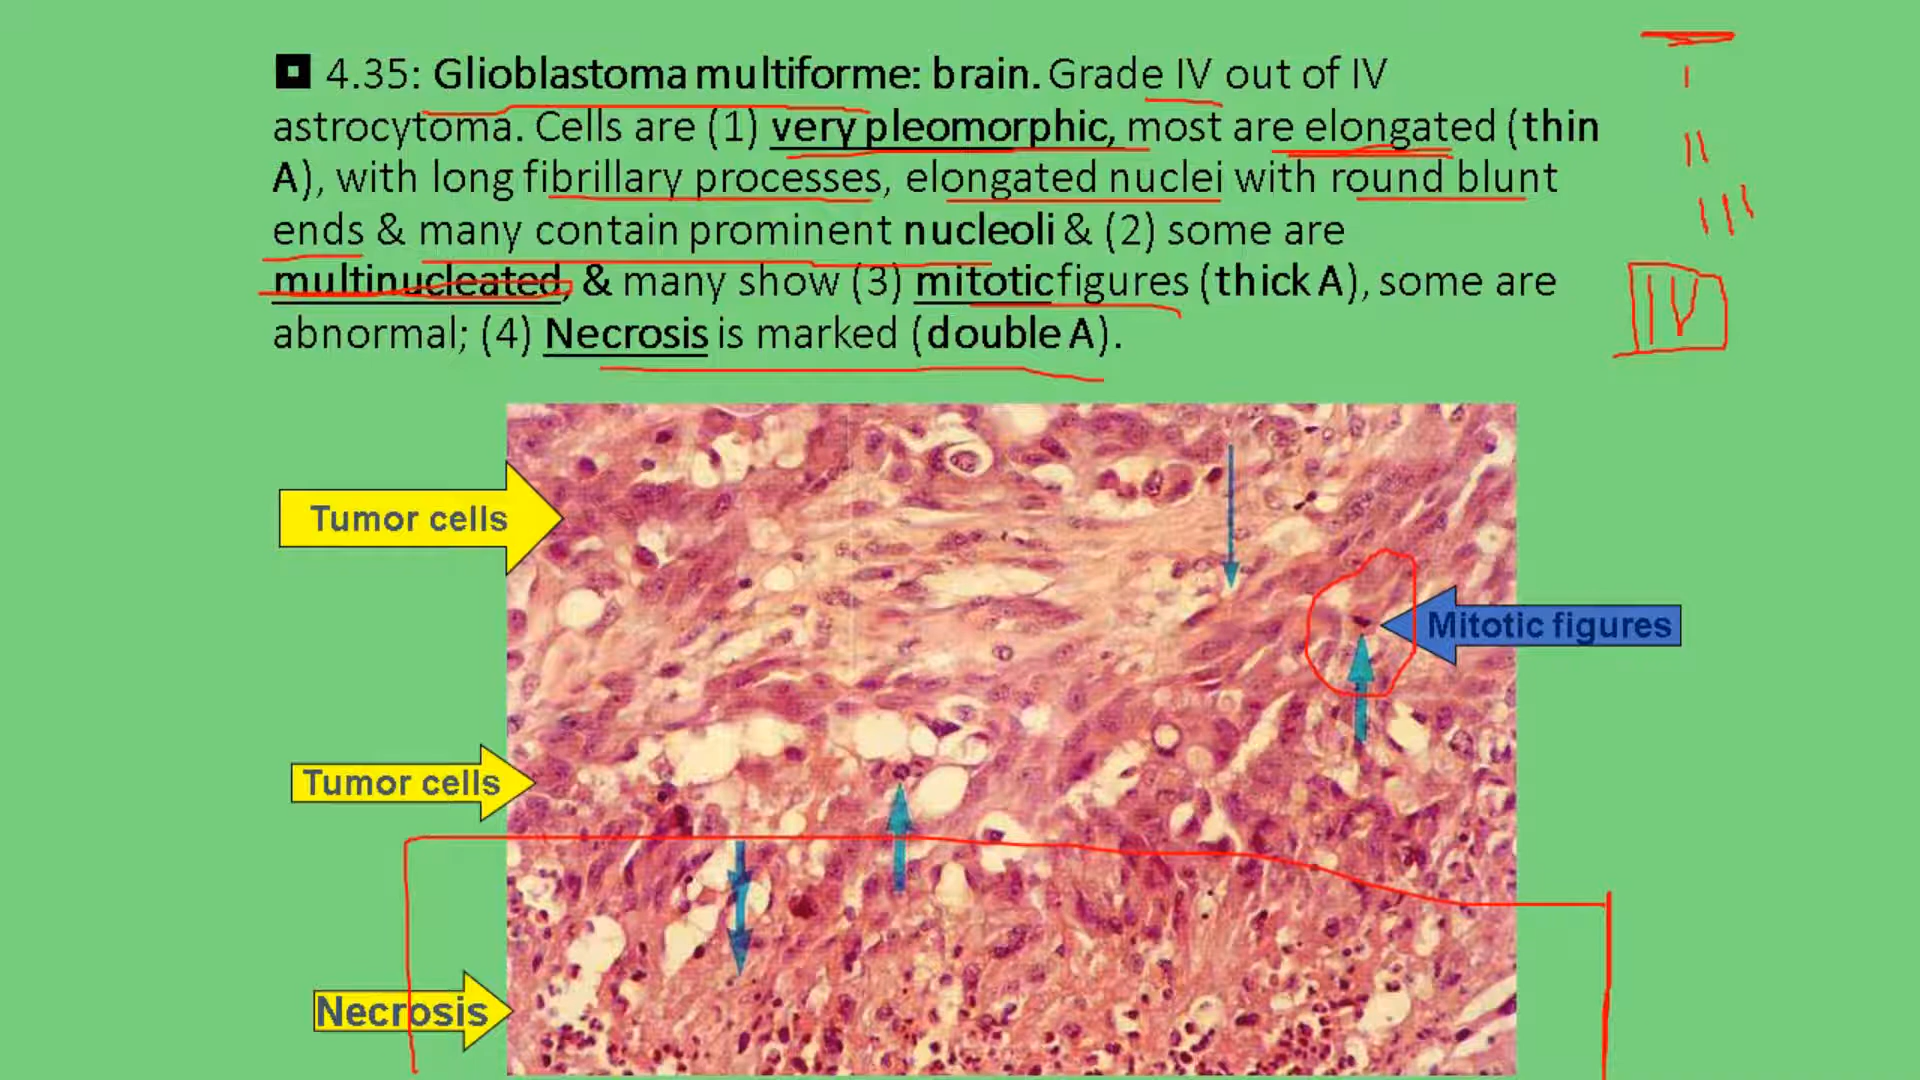 4.35: Glioblastoma multiforme: brain. Grade IV out of IV
astrocytoma. Cells are (1) very pleomorphic, most are elongated (thin
A), with long fibrillary processes, elongated nuclei with round blunt
ends & many contain prominent nucleoli & (2) some are
multinucleated, & many show (3) mitotic figures (thick A), some are
abnormal; (4) Necrosis is marked (double A).
I
II
III
IV
Tumor cells
Mitotic figures
Tumor cells
Necrosis